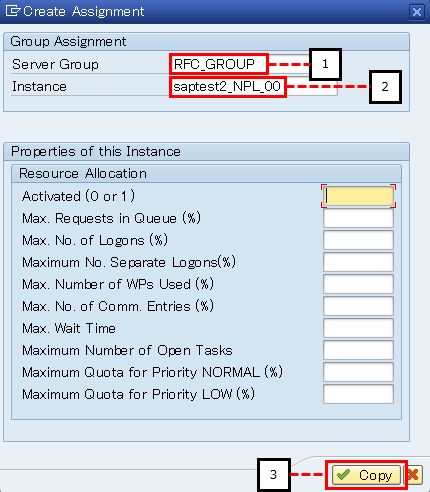 Create Assignment
Group Assignment
Server Group RFC_GROUP 1
Instance saptest2_NPL_00 2
Properties of this Instance
Resource Allocation
Activated (0 or 1)
Max. Requests in Queue (%)
Max. No. of Logons (%)
Maximum No. Separate Logons(%)
Max. Number of WPs Used (%)
Max. No. of Comm. Entries (%)
Max. Wait Time
Maximum Number of Open Tasks
Maximum Quota for Priority NORMAL (%)
Maximum Quota for Priority LOW (%)
3 Copy